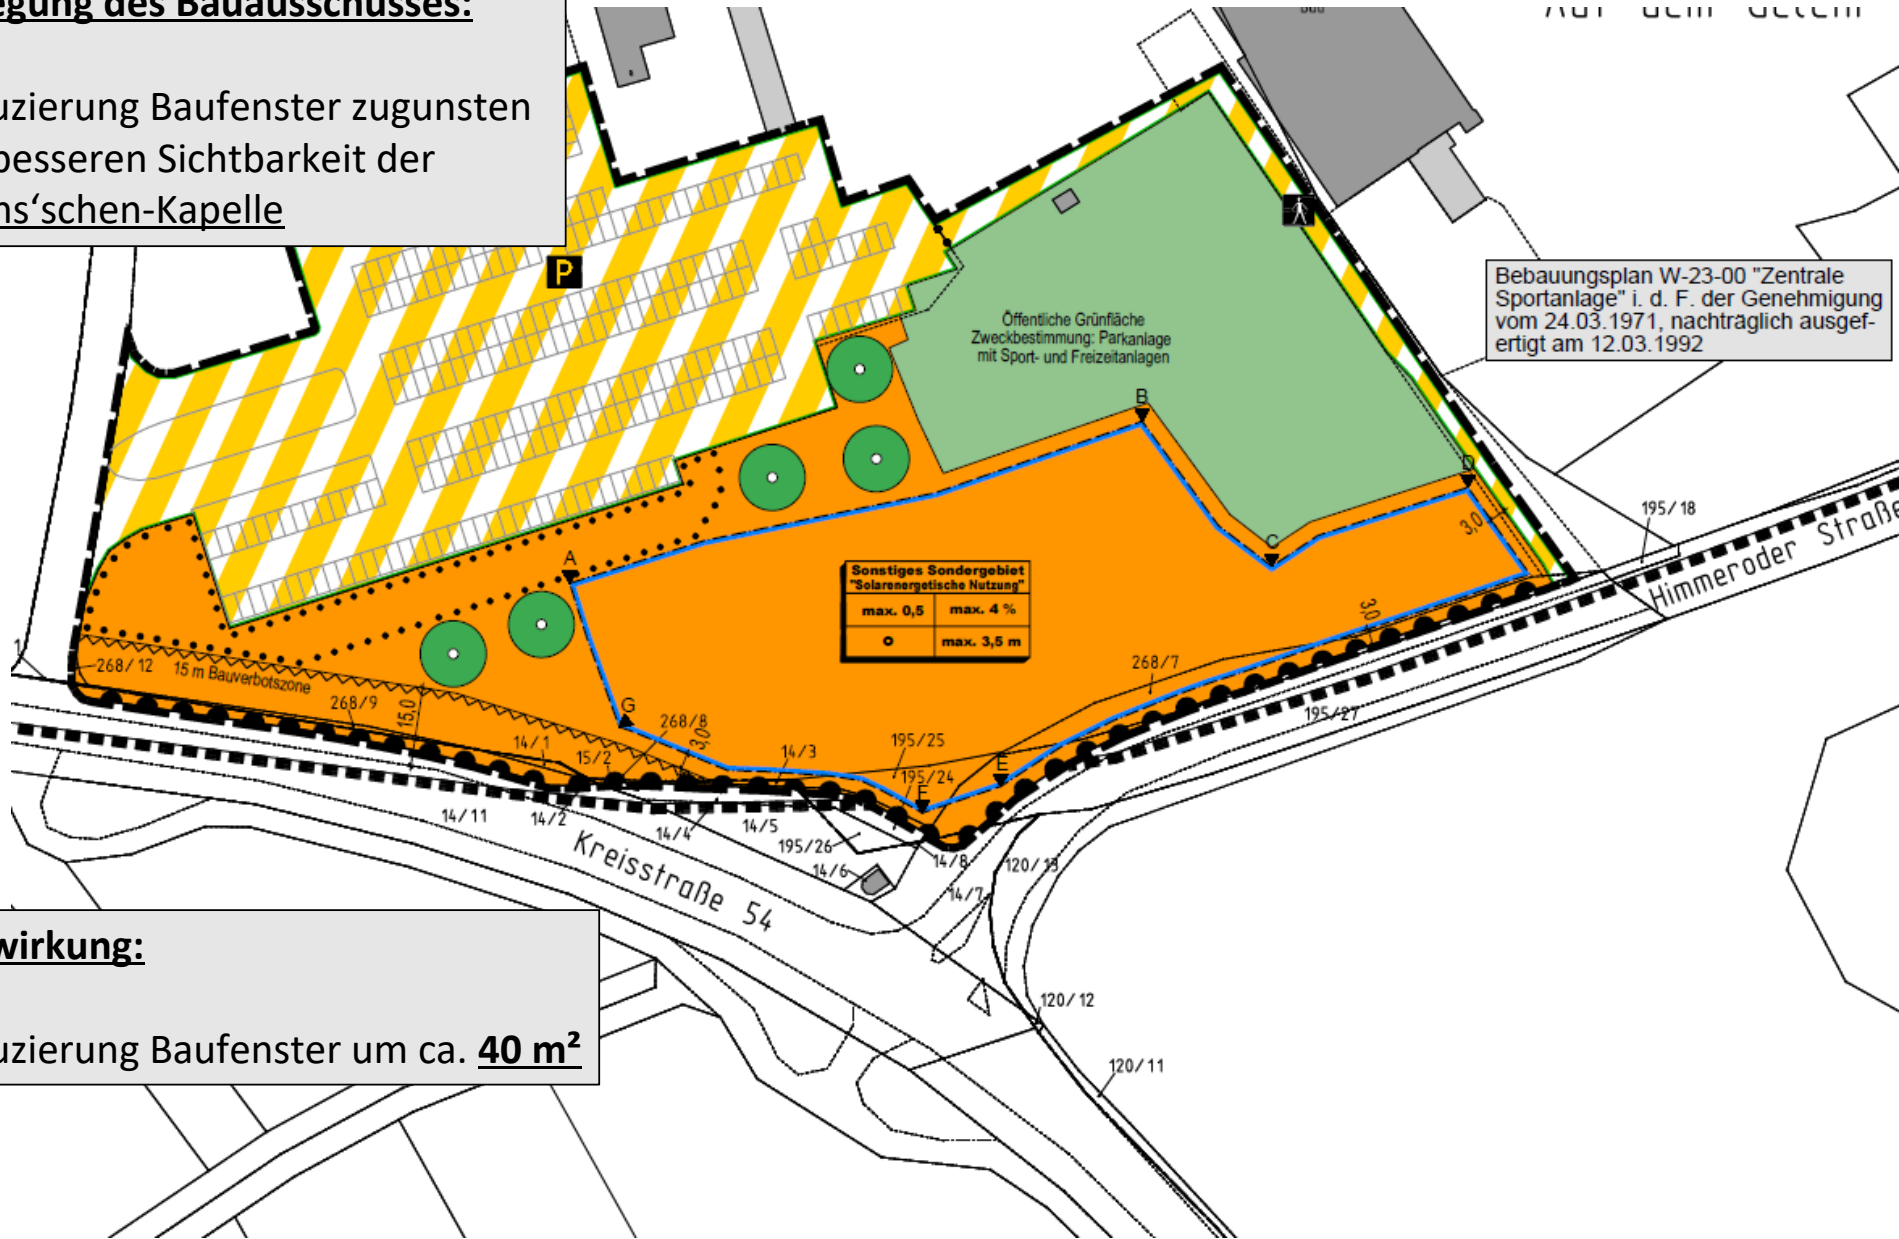 egung des Bauausschusses:
uzierung Baufenster zugunsten
besseren Sichtbarkeit der
ns‘schen-Kapelle
P
Öffentliche Grünfläche
Zweckbestimmung: Parkanlage
mit Sport- und Freizeitanlagen
Bebauungsplan W-23-00 "Zentrale
Sportanlage" i. d. F. der Genehmigung
vom 24.03.1971, nachträglich ausgef-
ertigt am 12.03.1992
B
D
3,0
195/18
Himmeroder Straße
C
A
Sonstiges Sondergebiet
"Solarenergetische Nutzung"
max. 0,5
max. 4 %
o
max. 3,5 m
3,0
1
268/12
15 m Bauverbotszone
268/9
15,0
G
268/8
3,0
268/7
195/27
14/1
15/2
14/3
195/25
195/24
E
F
14/11
14/2
14/4
14/5
195/26
14/6
14/8
14/7
120/13
Kreisstraße 54
120/12
120/11
wirkung:
uzierung Baufenster um ca. 40 m²